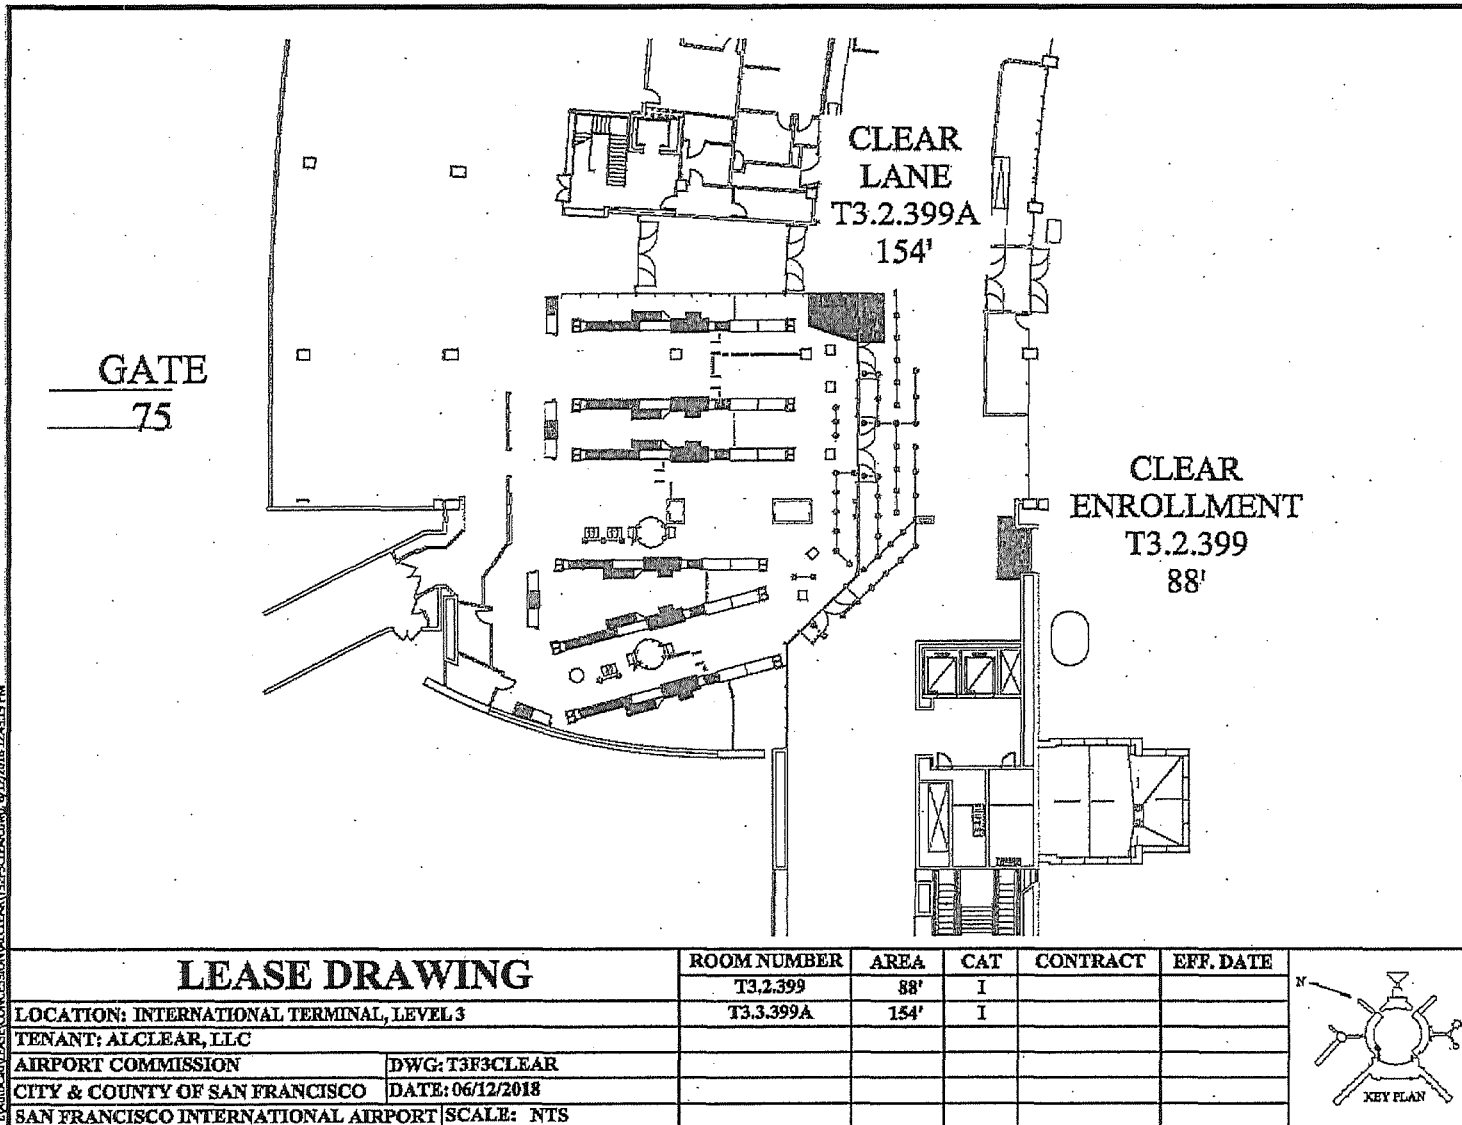 CLEAR
LANE
T3.2.399A
154'
GATE
75
CLEAR
ENROLLMENT
T3.2.399
88'
LEASE DRAWING
LOCATION: INTERNATIONAL TERMINAL, LEVEL 3
TENANT: ALCLEAR, LLC
AIRPORT COMMISSION DWG: T3F3CLEAR
CITY & COUNTY OF SAN FRANCISCO DATE: 06/12/2018
SAN FRANCISCO INTERNATIONAL AIRPORT SCALE: NTS
ROOM NUMBER AREA CAT CONTRACT EFF. DATE
T3.2.399 88' I
T3.3.399A 154' I
N
KEY PLAN